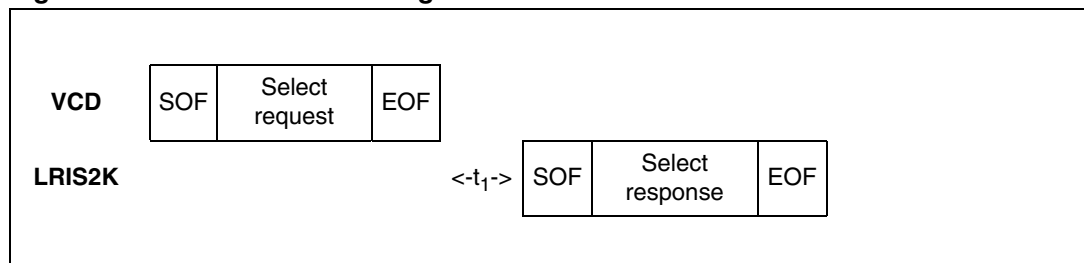 VCD
SOF
Select
request
EOF
LRIS2K
<-t1->
SOF
Select
response
EOF